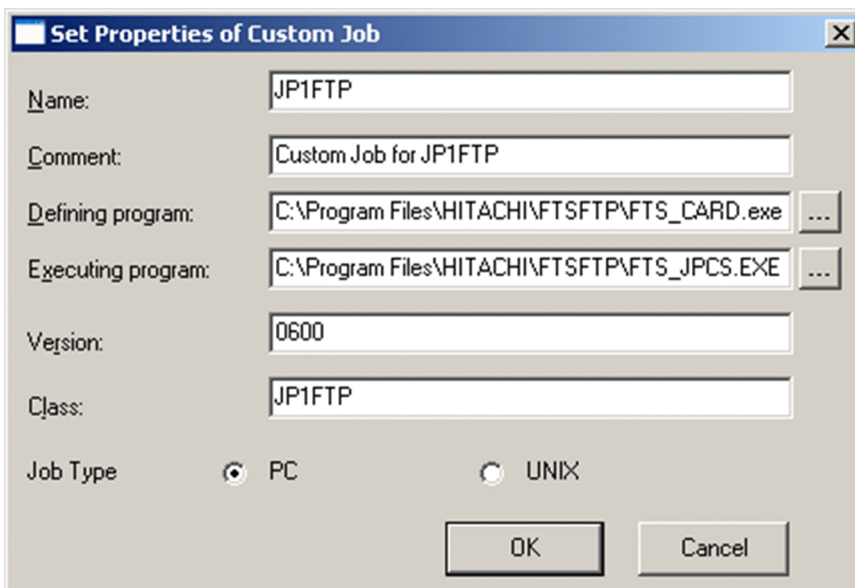 Set Properties of Custom Job
Name: JP1FTP
Comment: Custom Job for JP1FTP
Defining program: C:\Program Files\HITACHI\FTSFTP\FTS_CARD.exe ...
Executing program: C:\Program Files\HITACHI\FTSFTP\FTS_JPCS.EXE ...
Version: 0600
Class: JP1FTP
Job Type PC UNIX
OK Cancel